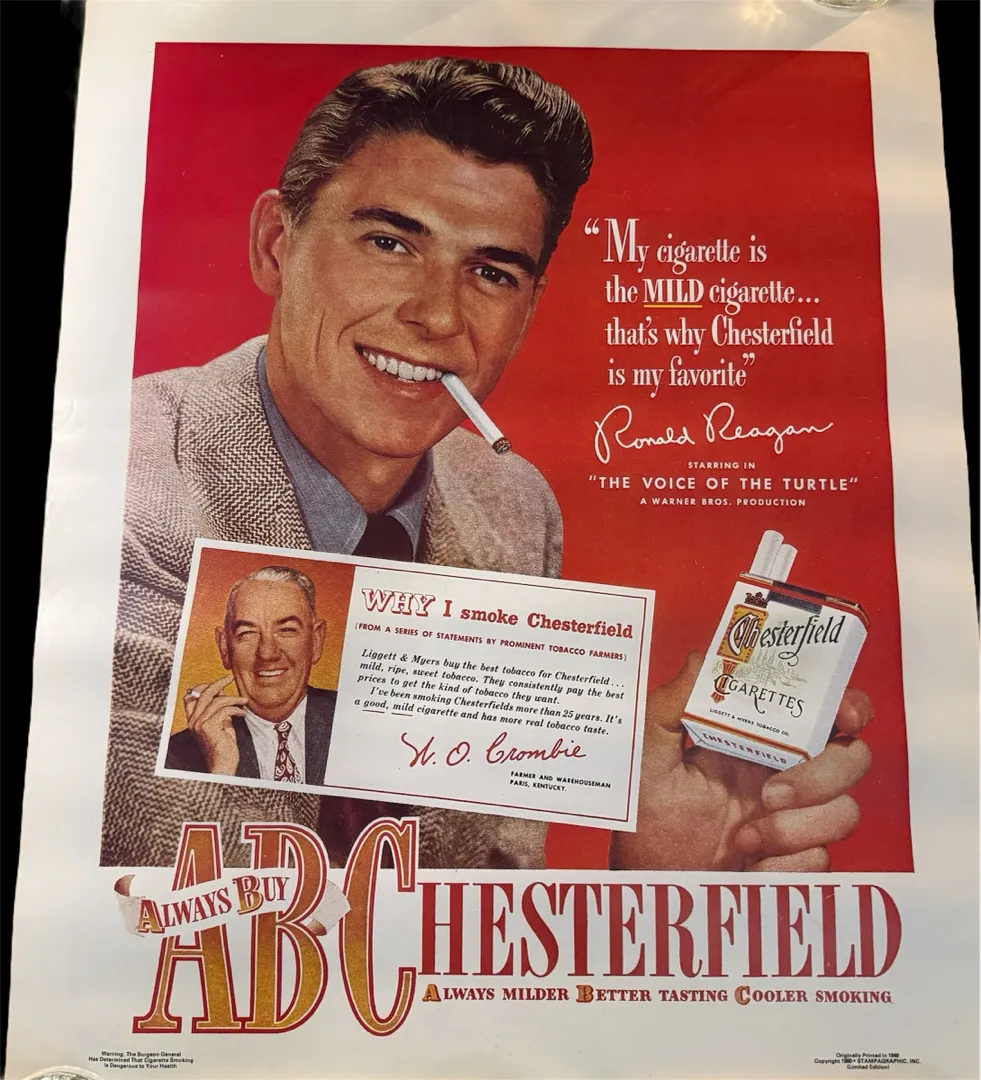 “My cigarette is
the MILD cigarette...
that's why Chesterfield
is my favorite”
Ronald Reagan
STARRING IN
"THE VOICE OF THE TURTLE"
A WARNER BROS. PRODUCTION
WHY I smoke Chesterfield
(FROM A SERIES OF STATEMENTS BY PROMINENT TOBACCO FARMERS)
Liggett & Myers buy the best tobacco for Chesterfield...
mild, ripe, sweet tobacco. They consistently pay the best
prices to get the kind of tobacco they want.
I've been smoking Chesterfields more than 25 years. It's
a good, mild cigarette and has more real tobacco taste.
W. O. Crombie
FARMER AND WAREHOUSEMAN
PARIS, KENTUCKY.
Chesterfield
CIGARETTES
LIGGETT & MYERS TOBACCO CO.
CHESTERFIELD
ALWAYS BUY
ABCHESTERFIELD
ALWAYS MILDER BETTER TASTING COOLER SMOKING
Warning: The Surgeon General
Has Determined That Cigarette Smoking
Is Dangerous to Your Health
Originally Printed in 1948
Copyright 1980 STAMPAGRAPHIC, INC.
(Limited Edition)